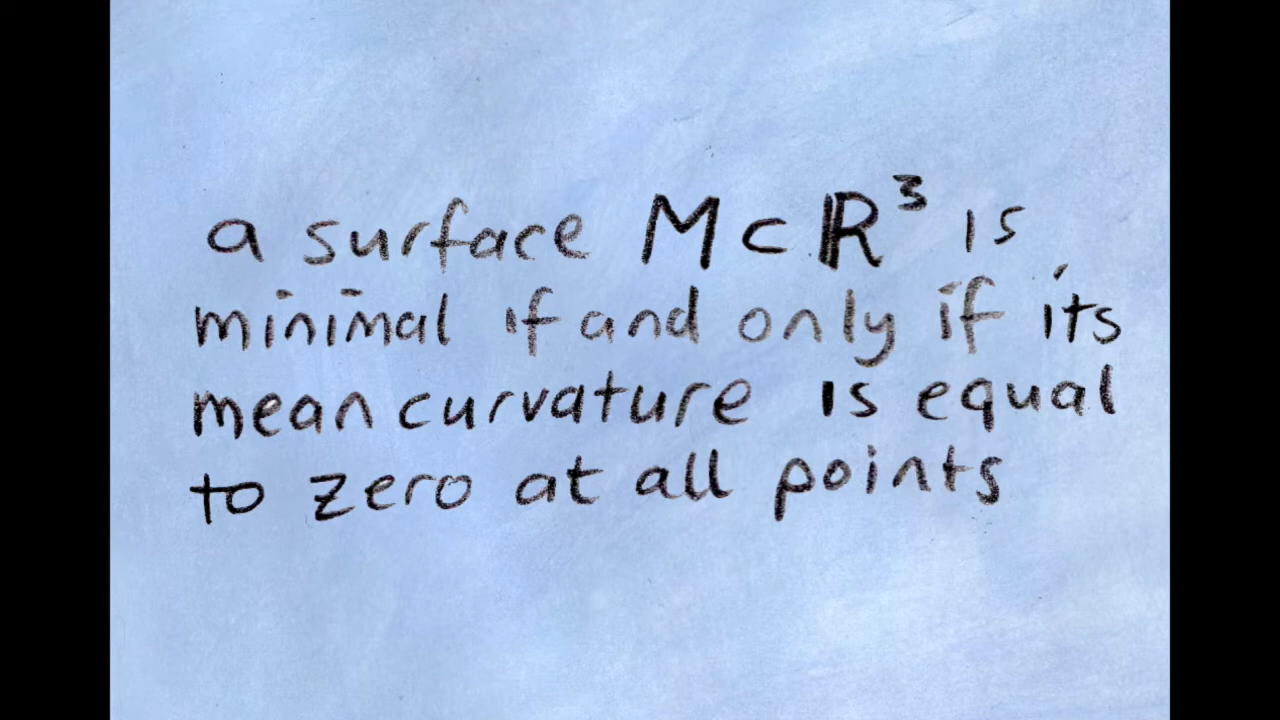 a surface M ⊂ ℝ³ is
minimal if and only if its
mean curvature is equal
to zero at all points